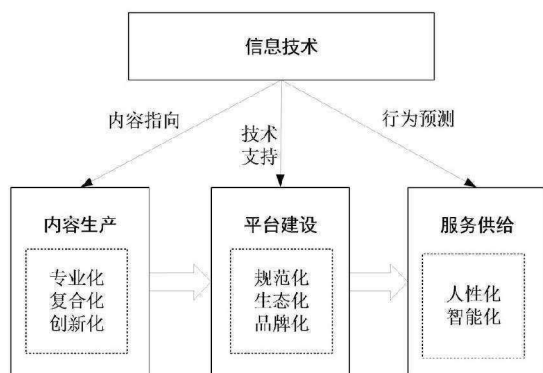 信息技术
内容指向
技术
支持
行为预测
内容生产
平台建设
服务供给
专业化
复合化
创新化
规范化
生态化
品牌化
人性化
智能化